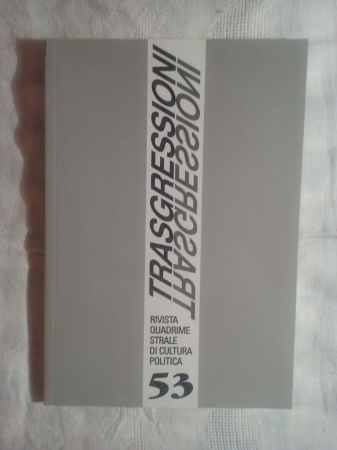 TRASGRESSIONI
TRASGRESSIONI
RIVISTA
QUADRIME
STRALE
DI CULTURA
POLITICA
53